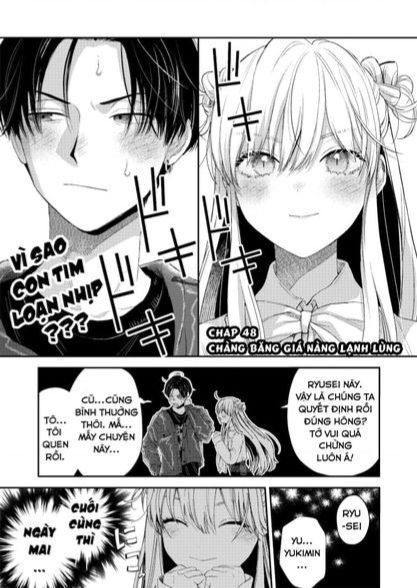 ドドドキ
ドキ
VÌ SAO
CON TIM
LOẠN NHỊP
???
CHAP 48
CHÀNG BĂNG GIÁ NÀNG LẠNH LÙNG
RYUSEI NÀY.
VẬY LÀ CHÚNG TA
QUYẾT ĐỊNH RỒI
ĐÚNG HÔNG?
TỚ VUI QUÁ
CHỪNG
LUÔN Á!
CŨ...CŨNG
BÌNH THƯỜNG
THÔI. MẤ...
MẤY CHUYỆN
NÀY...
TÔ...
TÔI
QUEN
RỒI.
RYU
-SEI
YU...
YUKIMIN
CUỐI
CÙNG THÌ
NGÀY
MAI
...